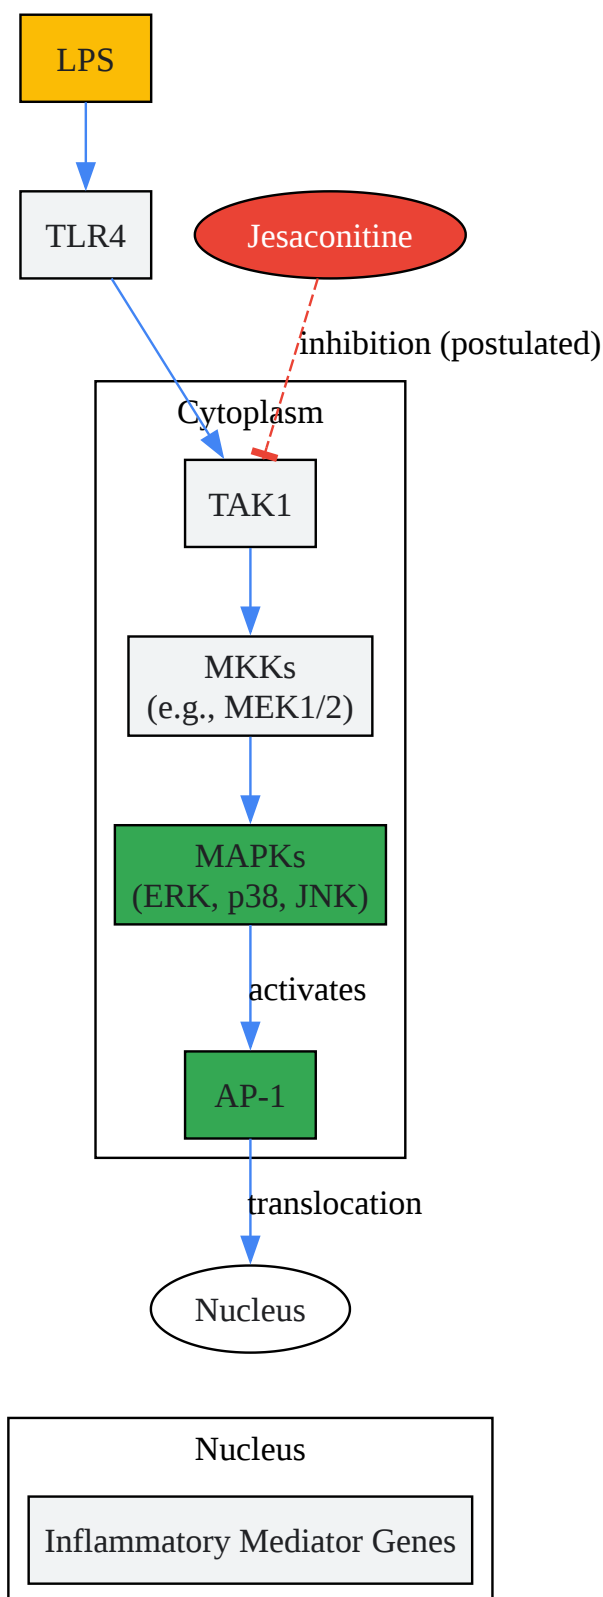 LPS
TLR4
Jesaconitine
inhibition (postulated)
Cytoplasm
TAK1
MKKs
(e.g., MEK1/2)
MAPKs
(ERK, p38, JNK)
activates
AP-1
translocation
Nucleus
Nucleus
Inflammatory Mediator Genes